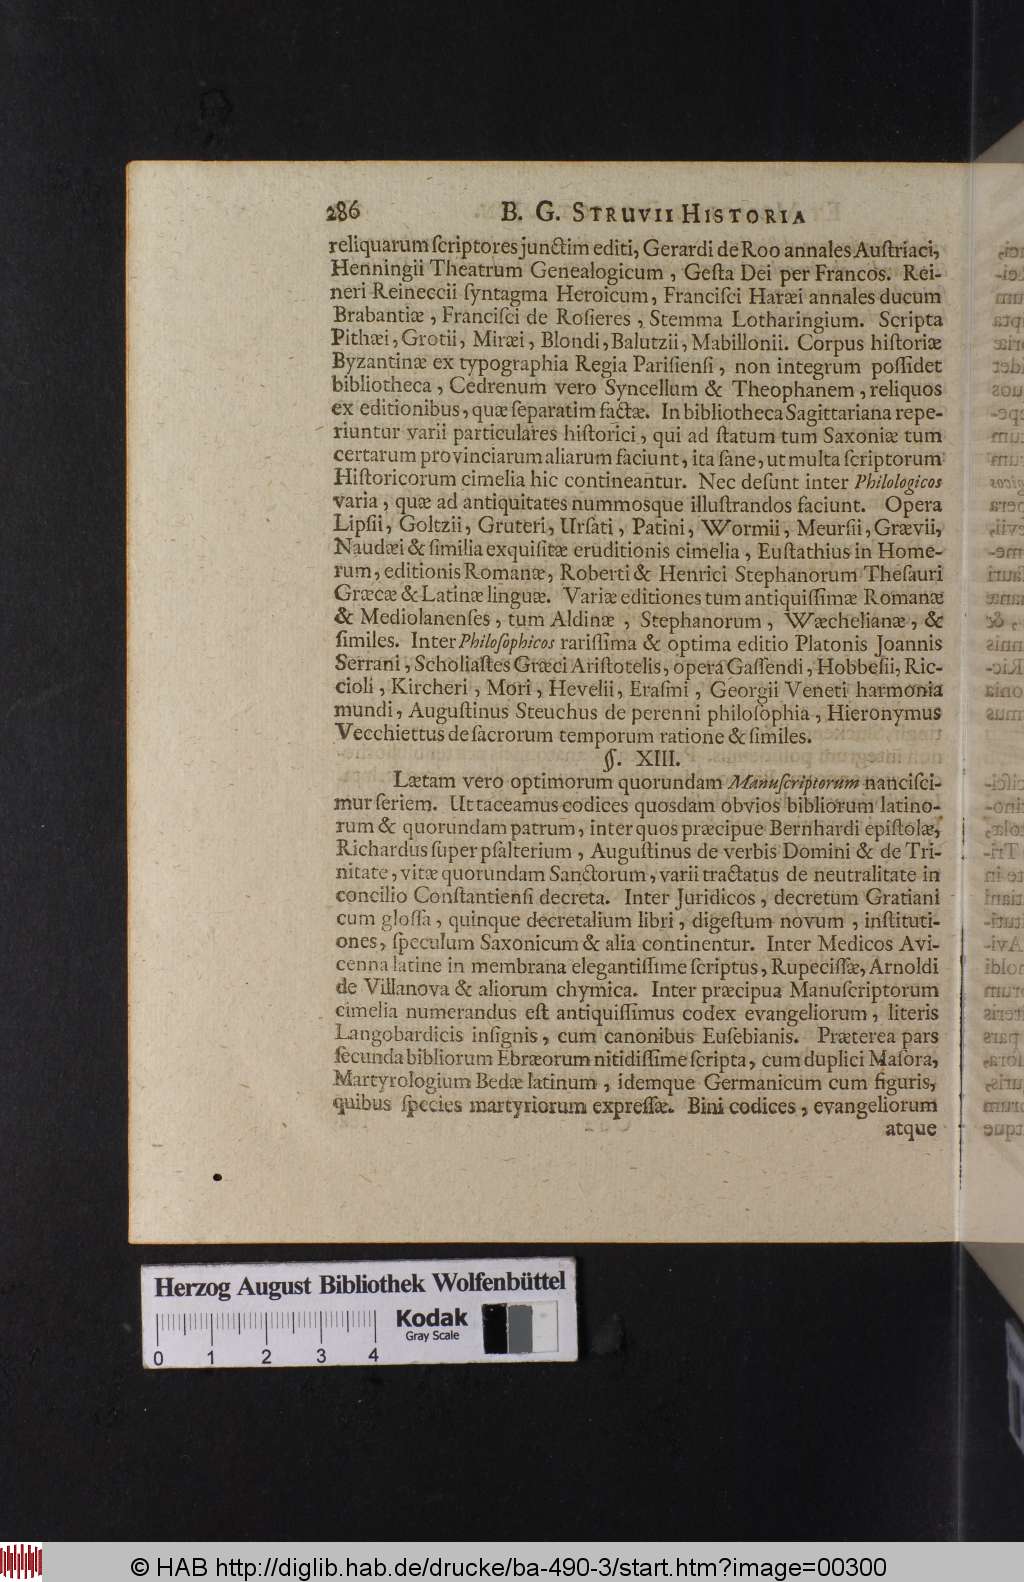 286 B. G. STRUVII HISTORIA
reliquarum ſcriptores junctim editi, Gerardi de Roo annales Auſtriaci,
Henningii Theatrum Genealogicum, Geſta Dei per Francos. Rei-
neri Reineccii ſyntagma Heroicum, Franciſci Haræi annales ducum
Brabantiæ, Franciſci de Roſieres, Stemma Lotharingium. Scripta
Pithæi, Grotii, Miræi, Blondi, Balutzii, Mabillonii. Corpus hiſtoriæ
Byzantinæ ex typographia Regia Pariſienſi, non integrum poſſidet
bibliotheca, Cedrenum vero Syncellum & Theophanem, reliquos
ex editionibus, quæ ſeparatim factæ. In bibliotheca Sagittariana repe-
riuntur varii particulares hiſtorici, qui ad ſtatum tum Saxoniæ tum
certarum provinciarum aliarum faciunt, ita ſane, ut multa ſcriptorum
Hiſtoricorum cimelia hic contineantur. Nec deſunt inter Philologicos
varia, quæ ad antiquitates nummosque illuſtrandos faciunt. Opera
Lipſii, Goltzii, Gruteri, Urſati, Patini, Wormii, Meurſii, Grævii,
Naudæi & ſimilia exquiſitæ eruditionis cimelia, Euſtathius in Home-
rum, editionis Romanæ, Roberti & Henrici Stephanorum Theſauri
Græcæ & Latinæ linguæ. Variæ editiones tum antiquiſſimæ Romanæ
& Mediolanenſes, tum Aldinæ, Stephanorum, Wæchelianæ, &
ſimiles. Inter Philoſophicos rariſſima & optima editio Platonis Joannis
Serrani, Scholiaſtes Græci Ariſtotelis, opera Gaſſendi, Hobbeſii, Ric-
cioli, Kircheri, Mori, Hevelii, Eraſmi, Georgii Veneti harmonia
mundi, Auguſtinus Steuchus de perenni philoſophia, Hieronymus
Vecchiettus de ſacrorum temporum ratione & ſimiles.
§. XIII.
Lætam vero optimorum quorundam Manuſcriptorum nanciſci-
mur ſeriem. Ut taceamus codices quosdam obvios bibliorum latino-
rum & quorundam patrum, inter quos præcipue Bernhardi epiſtolæ,
Richardus ſuper pſalterium, Auguſtinus de verbis Domini & de Tri-
nitate, vitæ quorundam Sanctorum, varii tractatus de neutralitate in
concilio Conſtantienſi decreta. Inter Juridicos, decretum Gratiani
cum gloſſa, quinque decretalium libri, digeſtum novum, inſtituti-
ones, ſpeculum Saxonicum & alia continentur. Inter Medicos Avi-
cenna latine in membrana elegantiſſime ſcriptus, Rupeciſſæ, Arnoldi
de Villanova & aliorum chymica. Inter præcipua Manuſcriptorum
cimelia numerandus eſt antiquiſſimus codex evangeliorum, literis
Langobardicis inſignis, cum canonibus Euſebianis. Præterea pars
ſecunda bibliorum Ebræorum nitidiſſime ſcripta, cum duplici Maſora,
Martyrologium Bedæ latinum, idemque Germanicum cum figuris,
quibus ſpecies martyriorum expreſſæ. Bini codices, evangeliorum
atque
Herzog August Bibliothek Wolfenbüttel
Kodak
Gray Scale
0 1 2 3 4
© HAB http://diglib.hab.de/drucke/ba-490-3/start.htm?image=00300